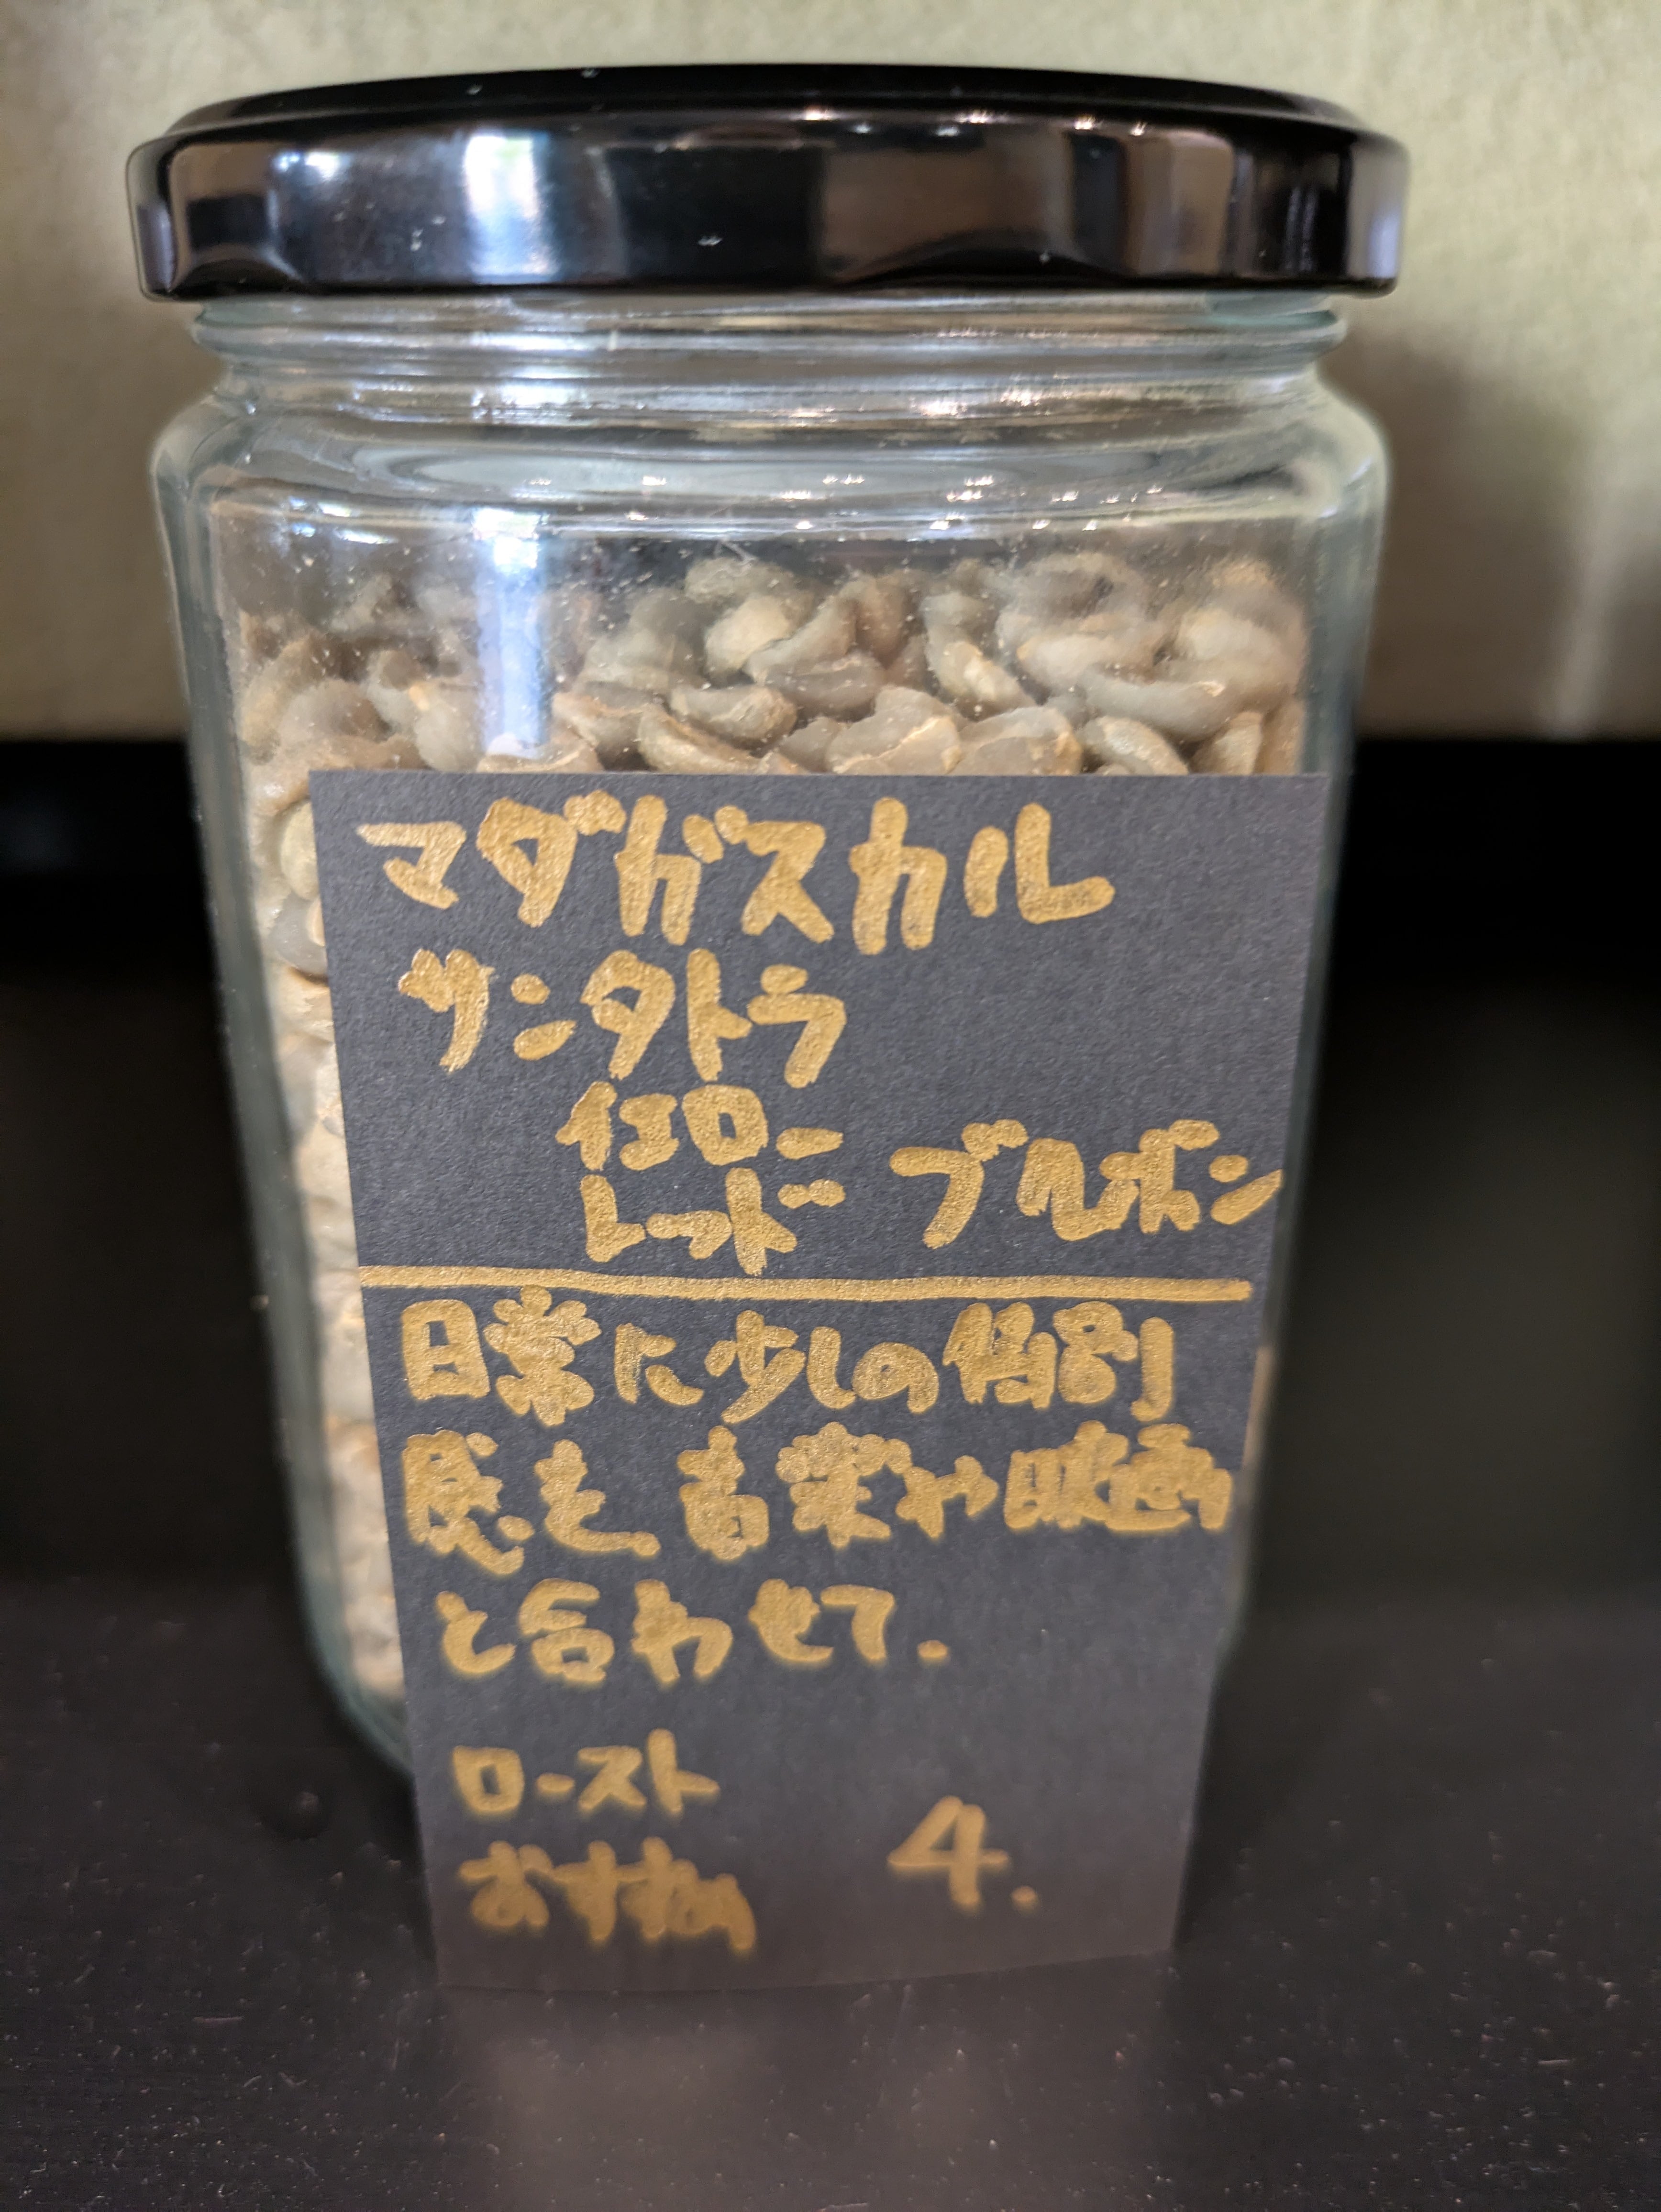 マダガスカル
サンタトラ
イエロー
レッド ブルボン
日常に少しの特別
感を、音楽や映画
と合わせて.
ロースト
おすすめ 4.